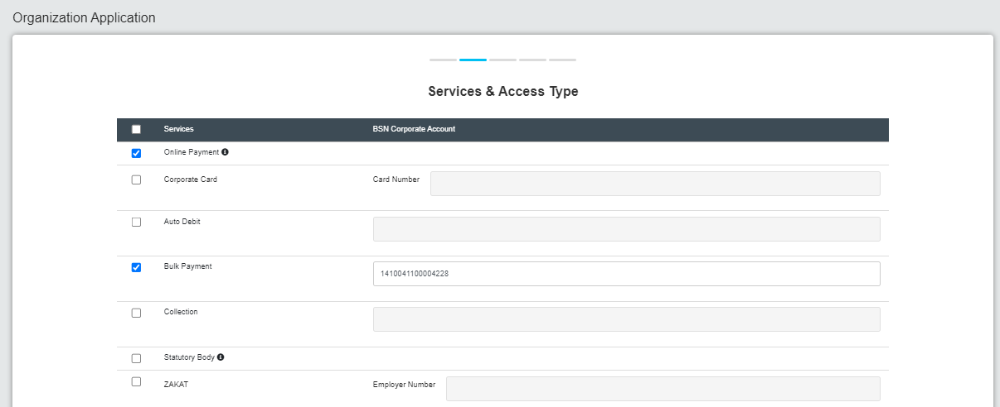 Organization Application
Services & Access Type
Services BSN Corporate Account
Online Payment
Corporate Card Card Number
Auto Debit
Bulk Payment 1410041100004228
Collection
Statutory Body
ZAKAT Employer Number